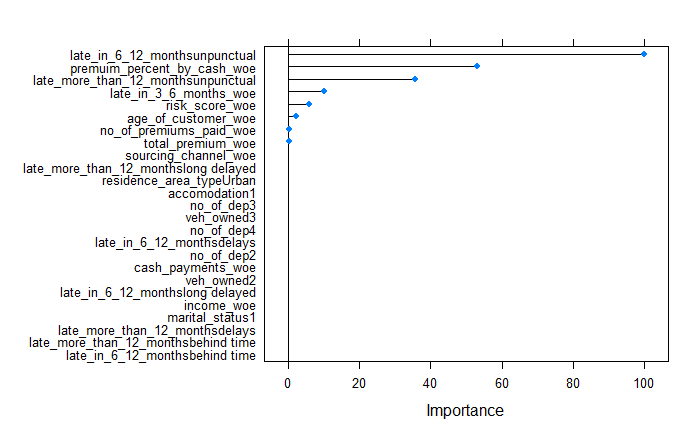 late_in_6_12_monthsunpunctual
premuim_percent_by_cash_woe
late_more_than_12_monthsunpunctual
late_in_3_6_months_woe
risk_score_woe
age_of_customer_woe
no_of_premiums_paid_woe
total_premium_woe
sourcing_channel_woe
late_more_than_12_monthslong delayed
residence_area_typeUrban
accomodation1
no_of_dep3
veh_owned3
no_of_dep4
late_in_6_12_monthsdelays
no_of_dep2
cash_payments_woe
veh_owned2
late_in_6_12_monthslong delayed
income_woe
marital_status1
late_more_than_12_monthsdelays
late_more_than_12_monthsbehind time
late_in_6_12_monthsbehind time
0 20 40 60 80 100
Importance